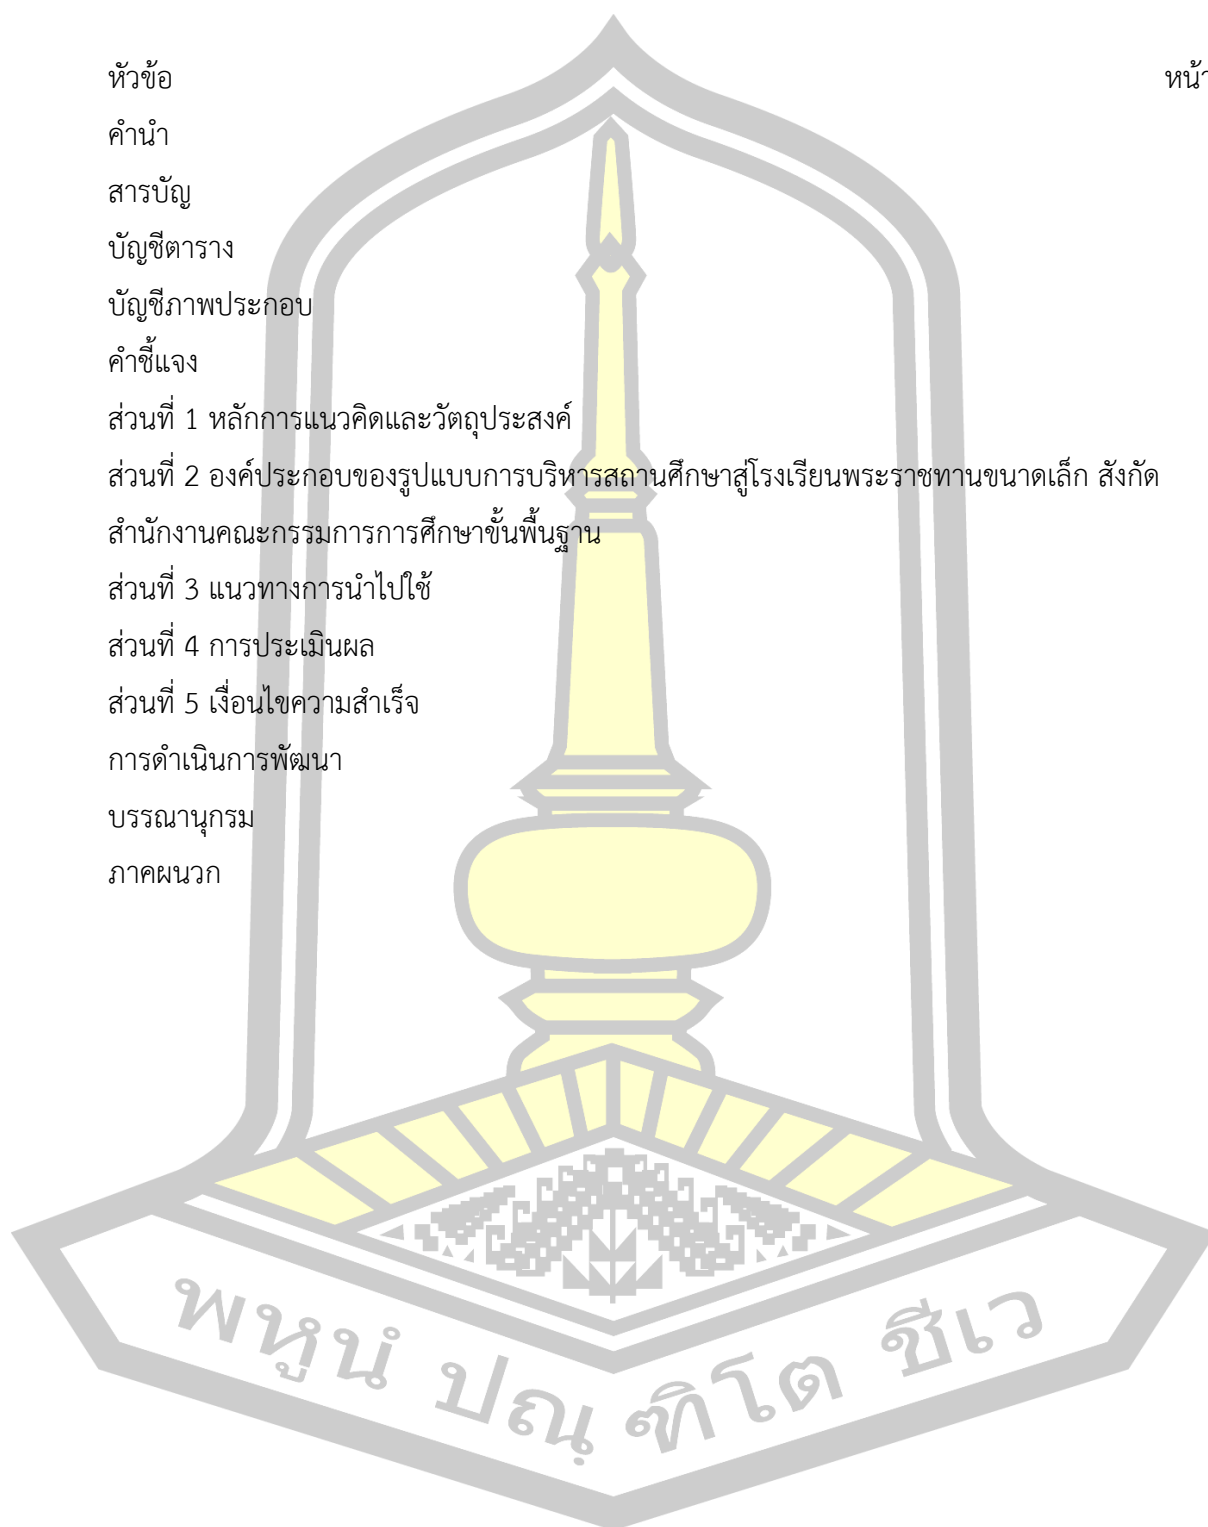 หัวข้อ หน้า
คำนำ
สารบัญ
บัญชีตาราง
บัญชีภาพประกอบ
คำชี้แจง
ส่วนที่ 1 หลักการแนวคิดและวัตถุประสงค์
ส่วนที่ 2 องค์ประกอบของรูปแบบการบริหารสถานศึกษาสู่โรงเรียนพระราชทานขนาดเล็ก สังกัด
สำนักงานคณะกรรมการการศึกษาขั้นพื้นฐาน
ส่วนที่ 3 แนวทางการนำไปใช้
ส่วนที่ 4 การประเมินผล
ส่วนที่ 5 เงื่อนไขความสำเร็จ
การดำเนินการพัฒนา
บรรณานุกรม
ภาคผนวก
พหูนํ ปณฺ ฑิโต ชีเว